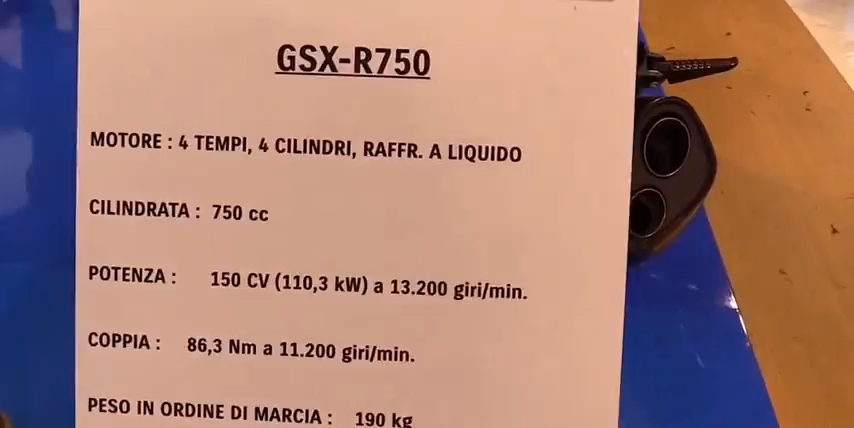 GSX-R750
MOTORE : 4 TEMPI, 4 CILINDRI, RAFFR. A LIQUIDO
CILINDRATA : 750 cc
POTENZA : 150 CV (110,3 kW) a 13.200 giri/min.
COPPIA : 86,3 Nm a 11.200 giri/min.
PESO IN ORDINE DI MARCIA : 190 kg